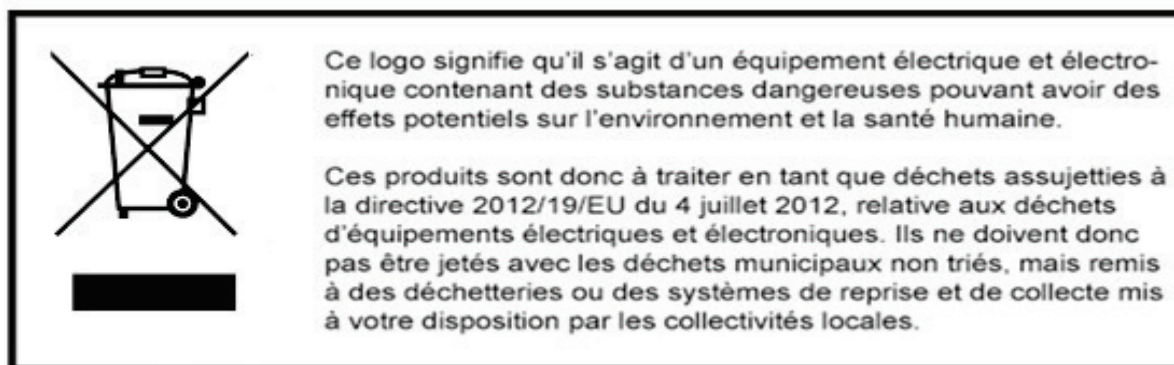 Ce logo signifie qu'il s'agit d'un équipement électrique et électro-
nique contenant des substances dangereuses pouvant avoir des
effets potentiels sur l'environnement et la santé humaine.
Ces produits sont donc à traiter en tant que déchets assujetties à
la directive 2012/19/EU du 4 juillet 2012, relative aux déchets
d'équipements électriques et électroniques. Ils ne doivent donc
pas être jetés avec les déchets municipaux non triés, mais remis
à des déchetteries ou des systèmes de reprise et de collecte mis
à votre disposition par les collectivités locales.